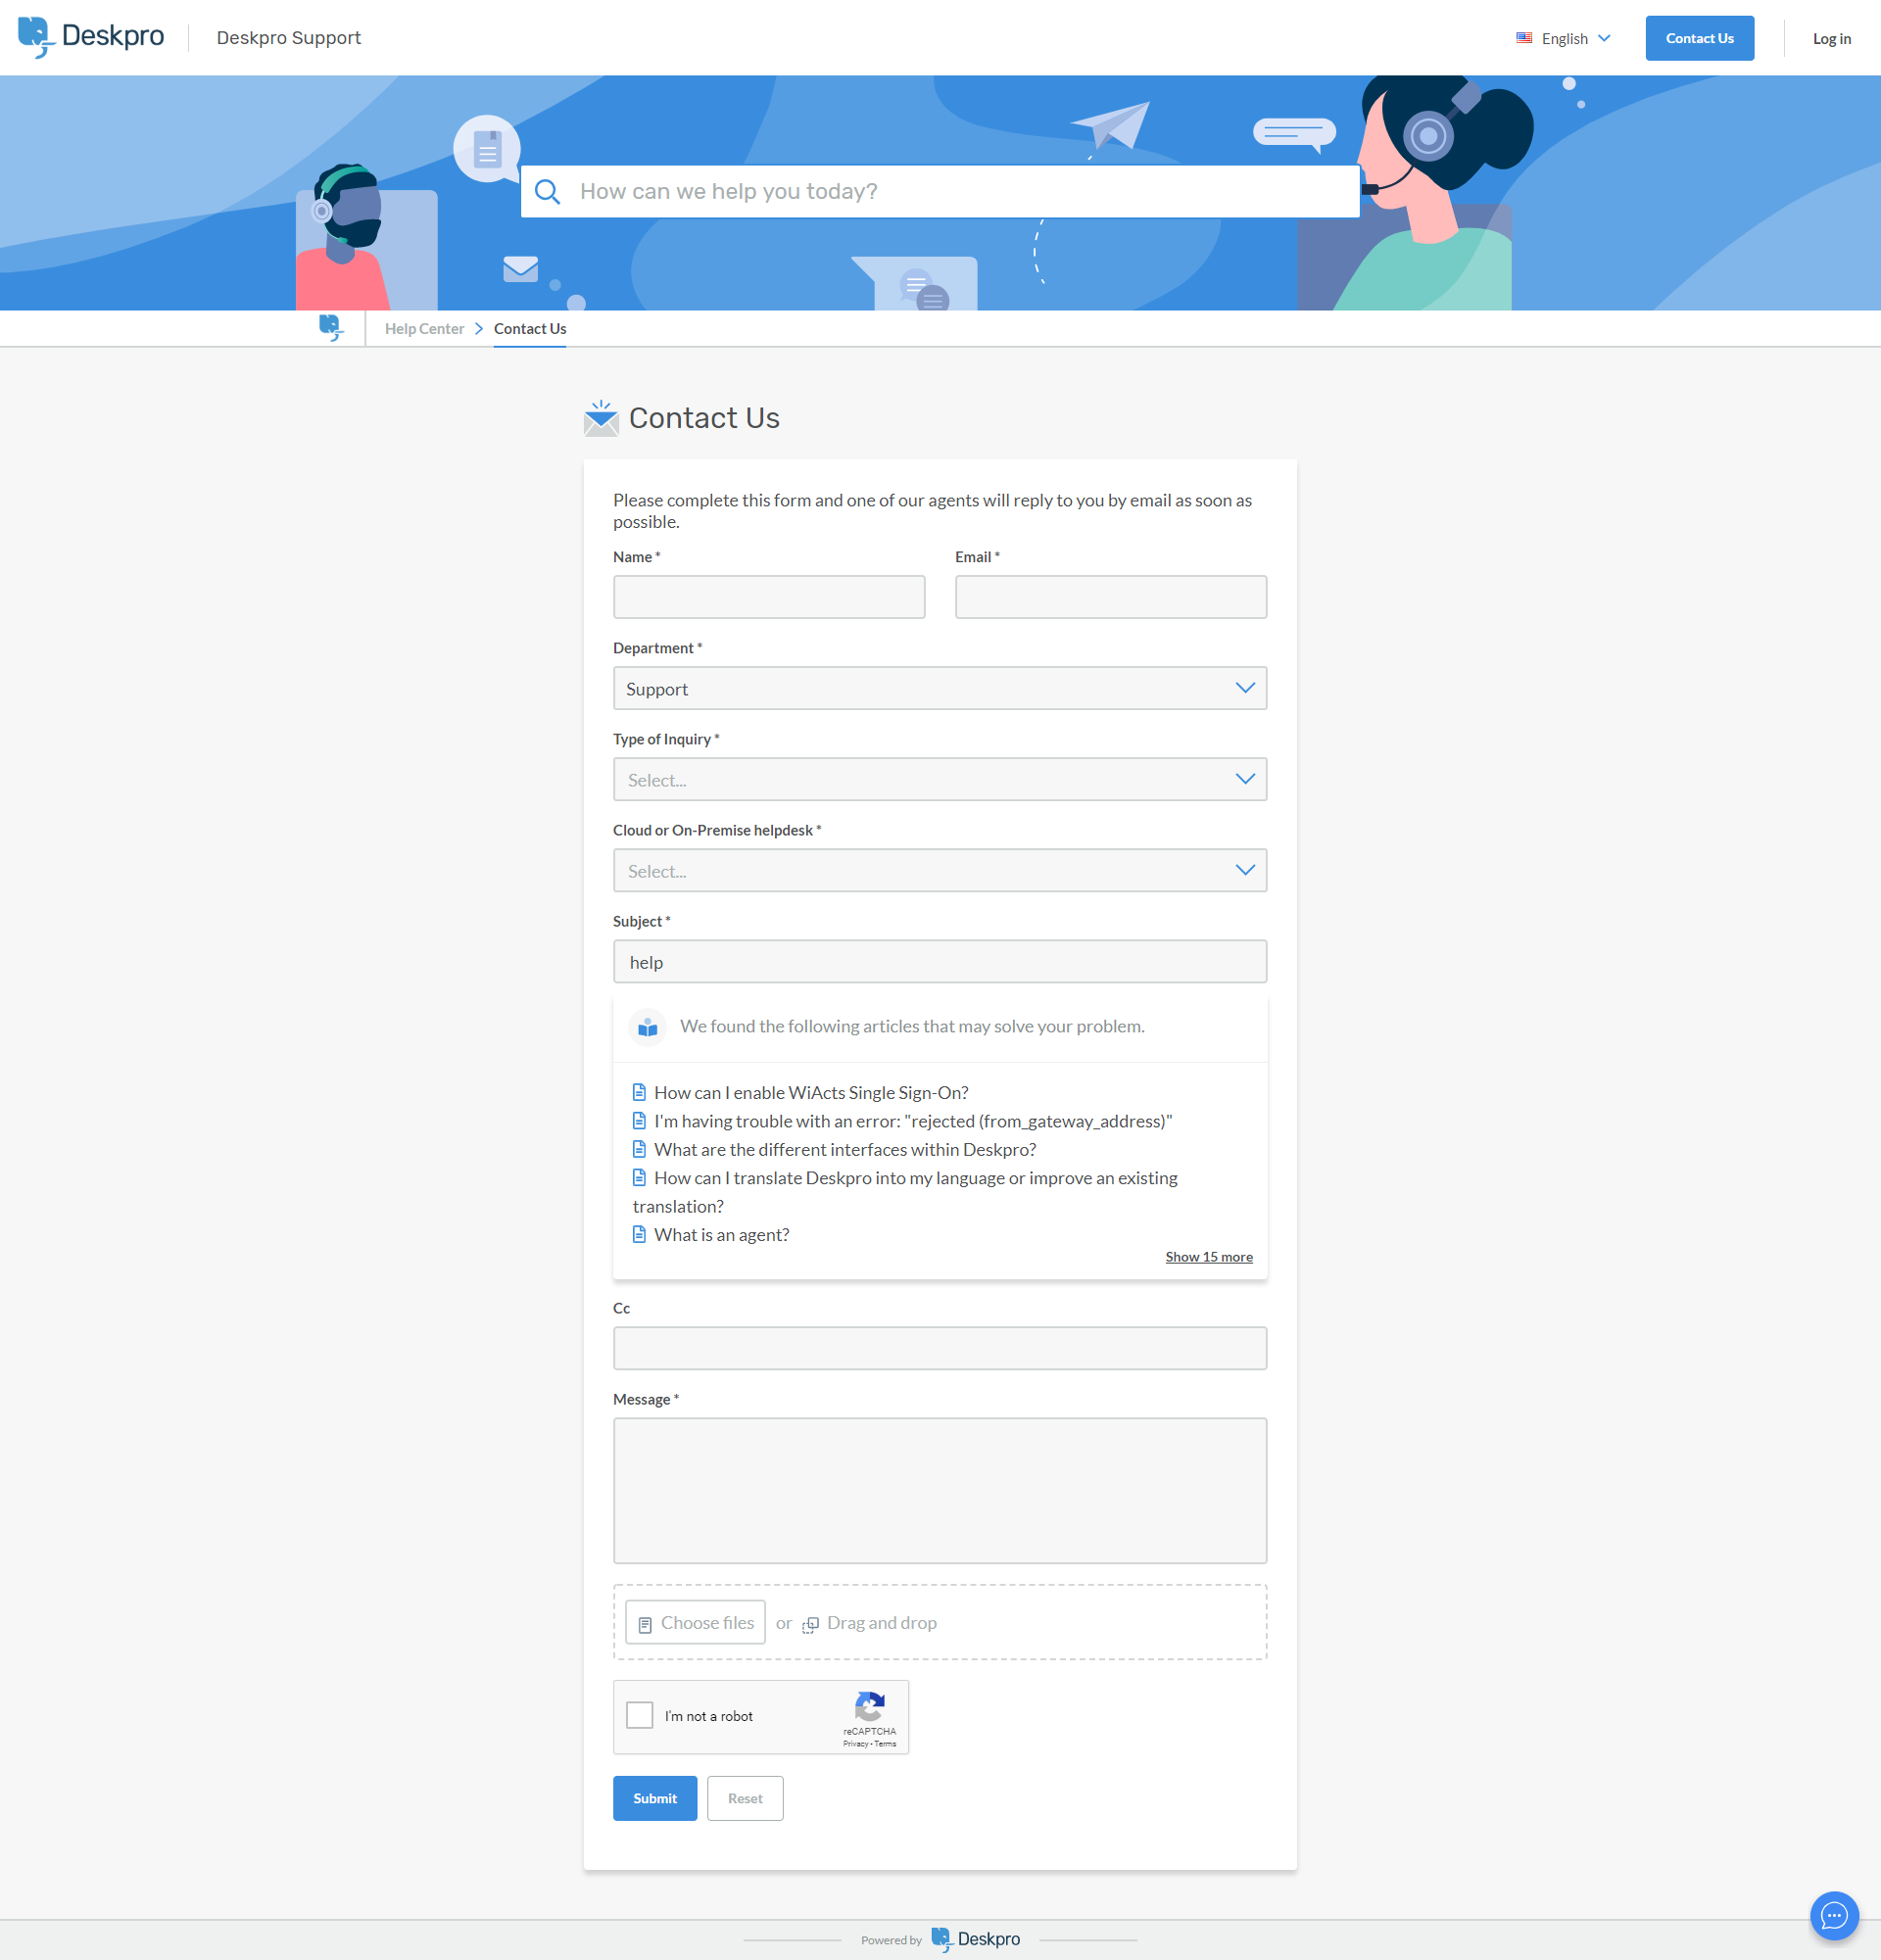 Deskpro
Deskpro Support
English
Contact Us
Log in
How can we help you today?
Help Center
Contact Us
Contact Us
Please complete this form and one of our agents will reply to you by email as soon as
possible.
Name *
Email *
Department *
Support
Type of Inquiry *
Select...
Cloud or On-Premise helpdesk *
Select...
Subject *
help
We found the following articles that may solve your problem.
How can I enable WiActs Single Sign-On?
I'm having trouble with an error: "rejected (from_gateway_address)"
What are the different interfaces within Deskpro?
How can I translate Deskpro into my language or improve an existing
translation?
What is an agent?
Show 15 more
Cc
Message *
Choose files or Drag and drop
I'm not a robot
reCAPTCHA
Privacy - Terms
Submit
Reset
Powered by Deskpro